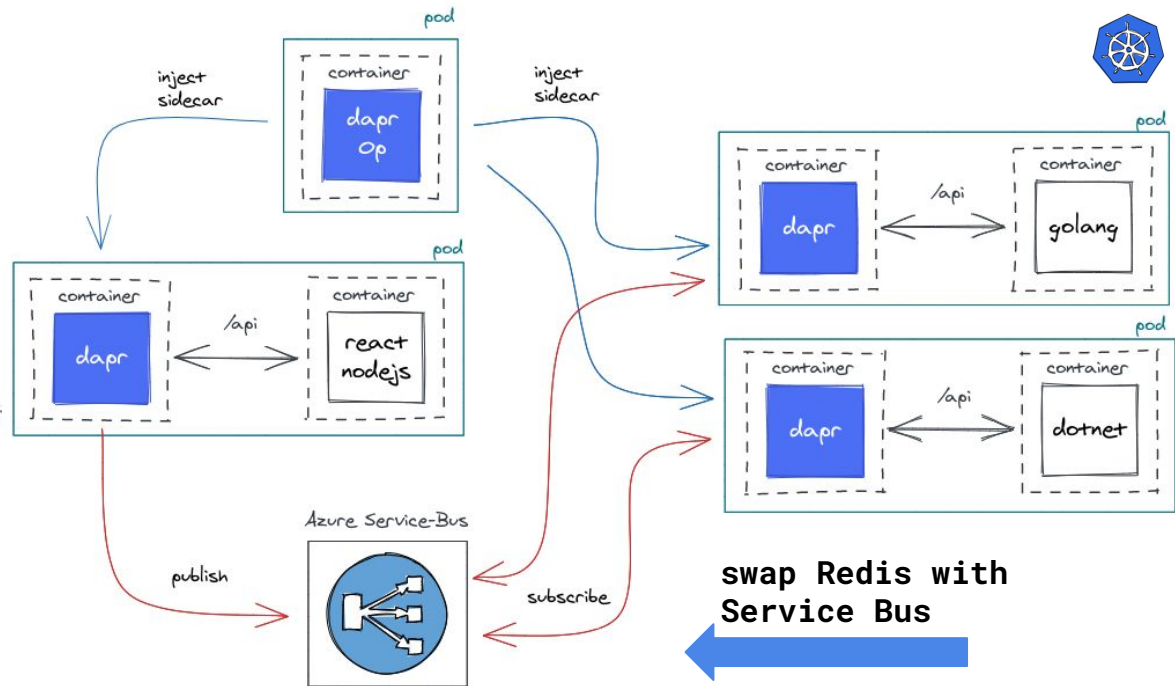 pod
container
dapr
Op
inject
sidecar
inject
sidecar
pod
container
dapr
/api
container
golang
pod
container
dapr
/api
container
react
nodejs
pod
container
dapr
/api
container
dotnet
Azure Service-Bus
publish
subscribe
swap Redis with
Service Bus